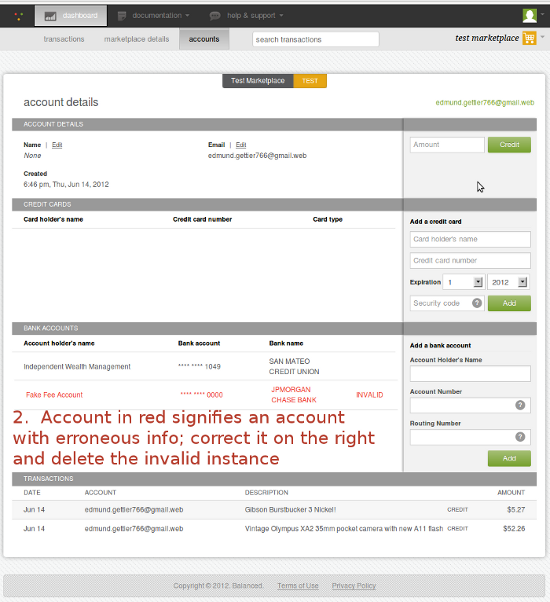 dashboard documentation help & support
transactions marketplace details accounts search transactions test marketplace
Test Marketplace TEST
account details edmund.gettier766@gmail.web
ACCOUNT DETAILS
Name | Edit Email | Edit Amount Credit
None edmund.gettier766@gmail.web
Created
6:46 pm, Thu, Jun 14, 2012
CREDIT CARDS
Card holder's name Credit card number Card type Add a credit card
Card holder's name
Credit card number
Expiration 1 2012
Security code ? Add
BANK ACCOUNTS
Account holder's name Bank account Bank name Add a bank account
Independent Wealth Management **** **** 1049 SAN MATEO CREDIT UNION
Account Holder's Name
Fake Foo Account **** **** 0000 JPMORGAN CHASE BANK INVALID
Account Number
?
2. Account in red signifies an account
with erroneous info; correct it on the right
and delete the invalid instance
Routing Number
?
Add
TRANSACTIONS
DATE ACCOUNT DESCRIPTION AMOUNT
Jun 14 edmund.gettier766@gmail.web Gibson Burstbucker 3 Nickel! CREDIT $5.27
Jun 14 edmund.gettier766@gmail.web Vintage Olympus XA2 35mm pocket camera with new A11 flash CREDIT $52.26
Copyright © 2012, Balanced. Terms of Use Privacy Policy